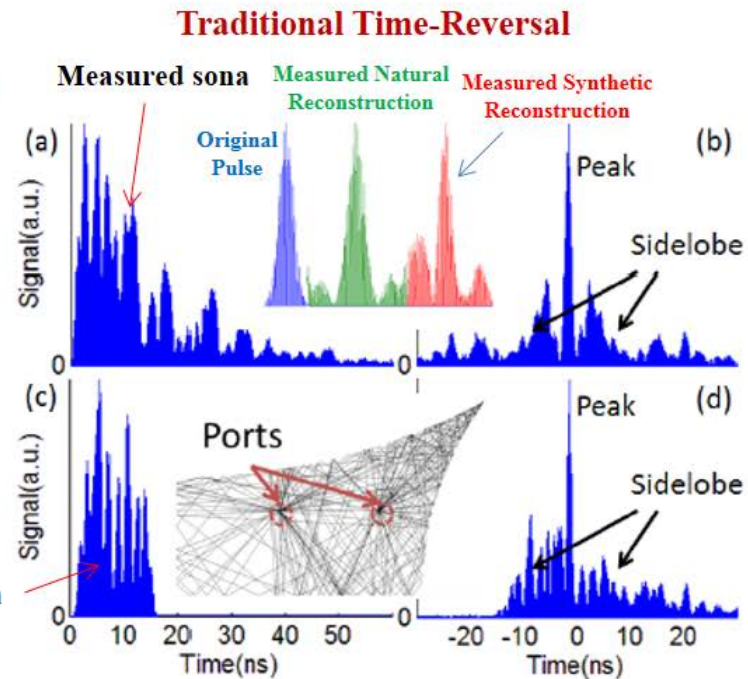 Traditional Time-Reversal
Measured sona
Measured Natural
Reconstruction
Measured Synthetic
Reconstruction
Original
Pulse
(a)
(b)
Peak
Sidelobe
Signal(a.u.)
0
0
(c)
(d)
Ports
Peak
Sidelobe
Signal(a.u.)
0
0
0 10 20 30 40 50
-20 -10 0 10 20
Time(ns)
Time(ns)